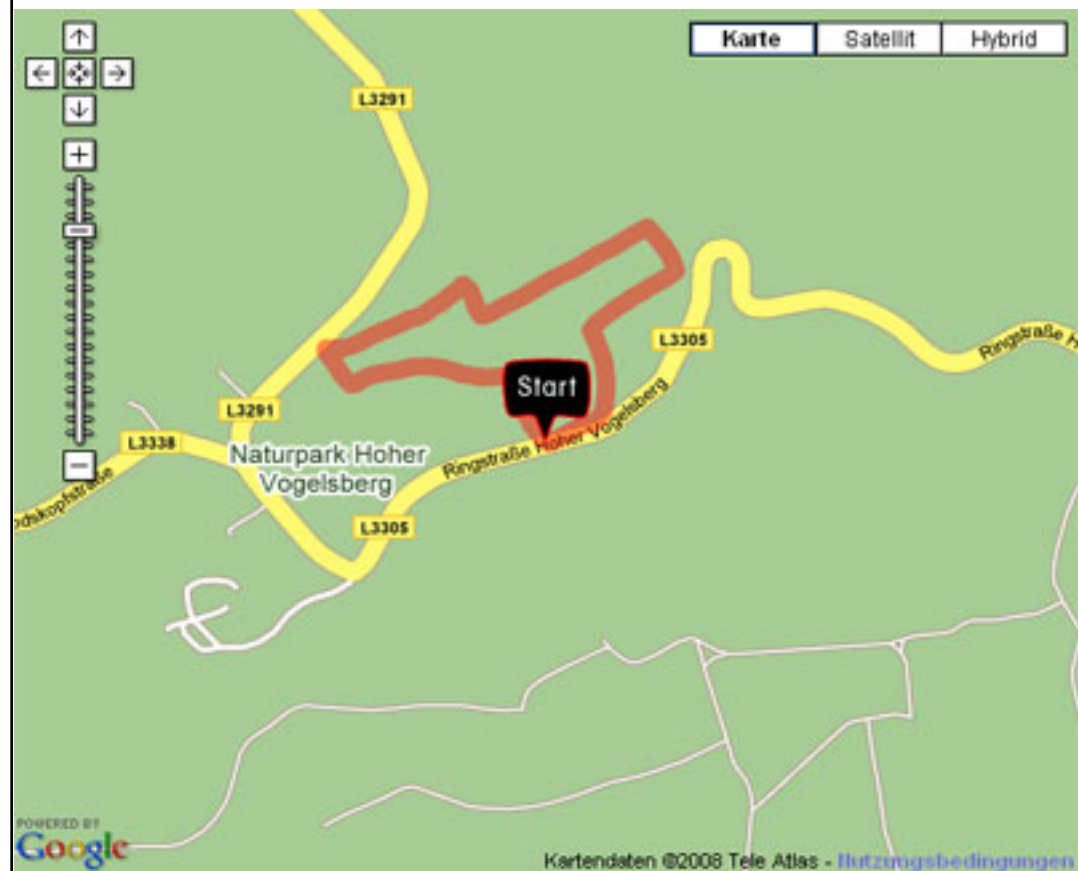 Karte Satellit Hybrid
L3291
L3305
Ringstraße H
Start
L3291
L3338
Naturpark Hoher
Vogelsberg
Ringstraße Hoher Vogelsberg
odskopfstraße
L3305
POWERED BY
Google
Kartendaten ©2008 Tele Atlas - Nutzungsbedingungen